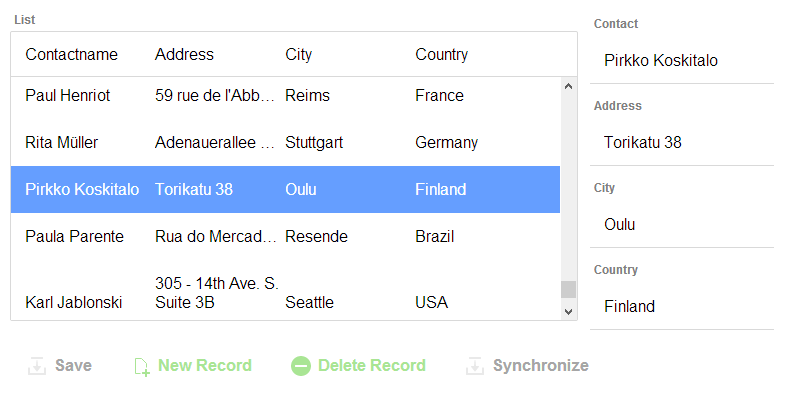 List
Contactname Address City Country
Paul Henriot 59 rue de l'Abb... Reims France
Rita Müller Adenauerallee ... Stuttgart Germany
Pirkko Koskitalo Torikatu 38 Oulu Finland
Paula Parente Rua do Mercad... Resende Brazil
305 - 14th Ave. S.
Karl Jablonski Suite 3B Seattle USA
Contact
Pirkko Koskitalo
Address
Torikatu 38
City
Oulu
Country
Finland
Save New Record Delete Record Synchronize